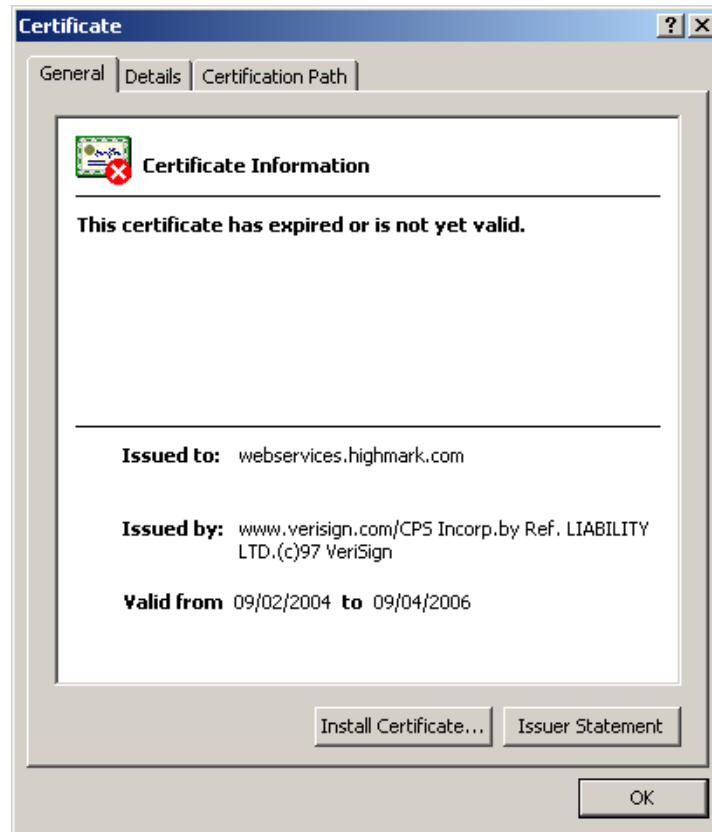 Certificate
General Details Certification Path
Certificate Information
This certificate has expired or is not yet valid.
Issued to: webservices.highmark.com
Issued by: www.verisign.com/CPS Incorp.by Ref. LIABILITY
LTD.(c)97 VeriSign
Valid from 09/02/2004 to 09/04/2006
Install Certificate... Issuer Statement
OK